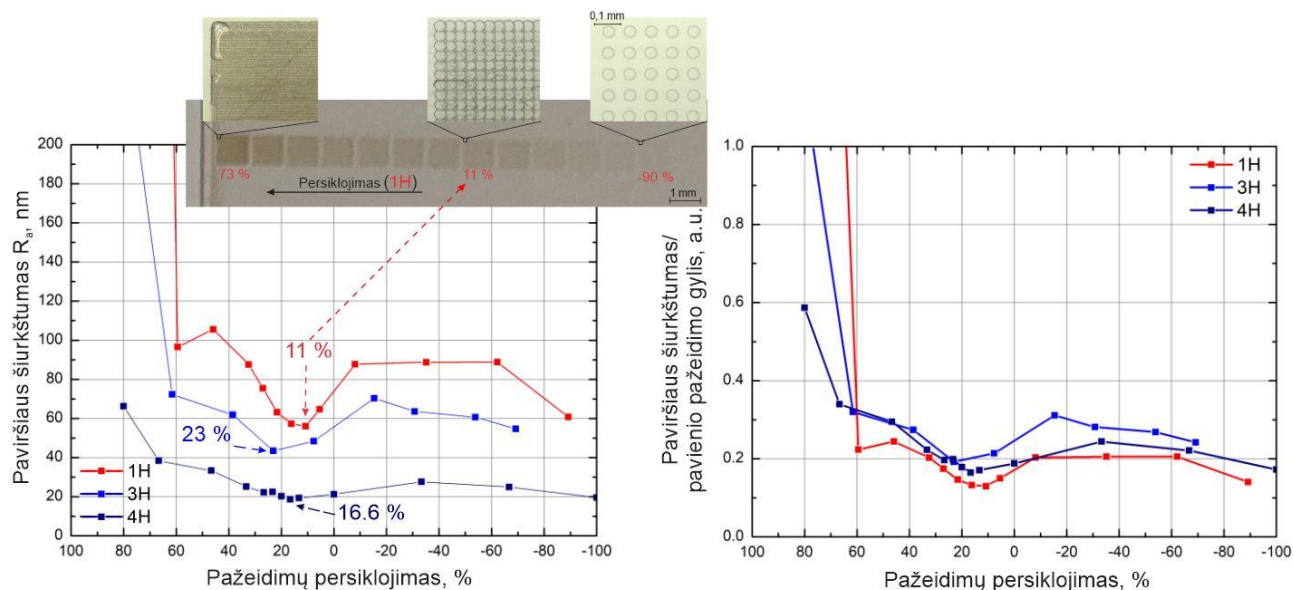 0,1 mm
73 %
Persiklojimas (1H)
11 %
-90 %
1 mm
Paviršiaus šiurkštumas Rₐ, nm
200
180
160
140
120
100
80
60
40
20
0
11 %
23 %
16.6 %
1H
3H
4H
100 80 60 40 20 0 -20 -40 -60 -80 -100
Pažeidimų persiklojimas, %
Paviršiaus šiurkštumas/
pavienio pažeidimo gylis, a.u.
1.0
0.8
0.6
0.4
0.2
0.0
1H
3H
4H
100 80 60 40 20 0 -20 -40 -60 -80 -100
Pažeidimų persiklojimas, %